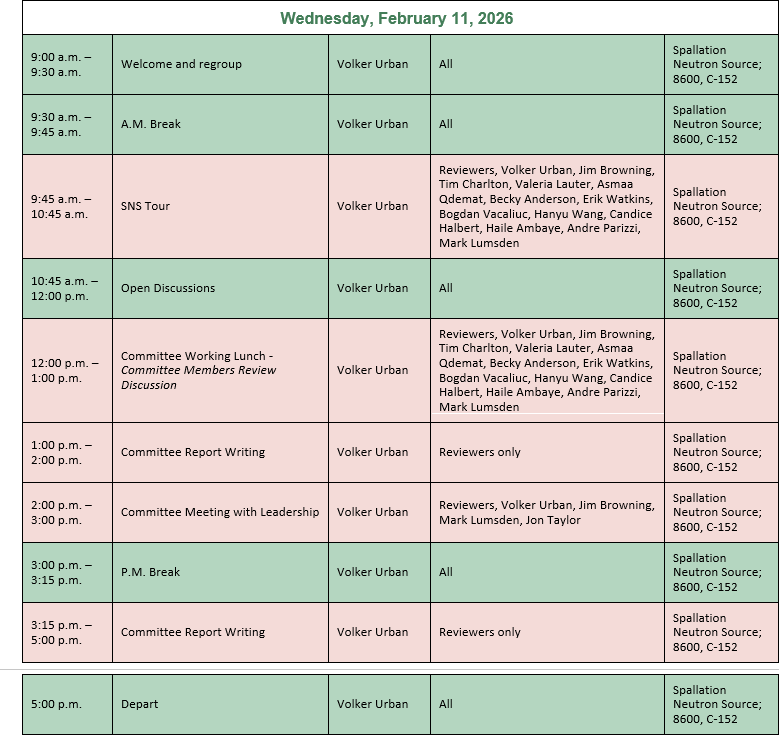 Wednesday, February 11, 2026
9:00 a.m. –
9:30 a.m.
Welcome and regroup
Volker Urban
All
Spallation
Neutron Source;
8600, C-152
9:30 a.m. –
9:45 a.m.
A.M. Break
Volker Urban
All
Spallation
Neutron Source;
8600, C-152
9:45 a.m. –
10:45 a.m.
SNS Tour
Volker Urban
Reviewers, Volker Urban, Jim Browning,
Tim Charlton, Valeria Lauter, Asmaa
Qdemat, Becky Anderson, Erik Watkins,
Bogdan Vacaliuc, Hanyu Wang, Candice
Halbert, Haile Ambaye, Andre Parizzi,
Mark Lumsden
Spallation
Neutron Source;
8600, C-152
10:45 a.m. –
12:00 p.m.
Open Discussions
Volker Urban
All
Spallation
Neutron Source;
8600, C-152
12:00 p.m. –
1:00 p.m.
Committee Working Lunch -
Committee Members Review
Discussion
Volker Urban
Reviewers, Volker Urban, Jim Browning,
Tim Charlton, Valeria Lauter, Asmaa
Qdemat, Becky Anderson, Erik Watkins,
Bogdan Vacaliuc, Hanyu Wang, Candice
Halbert, Haile Ambaye, Andre Parizzi,
Mark Lumsden
Spallation
Neutron Source;
8600, C-152
1:00 p.m. –
2:00 p.m.
Committee Report Writing
Volker Urban
Reviewers only
Spallation
Neutron Source;
8600, C-152
2:00 p.m. –
3:00 p.m.
Committee Meeting with Leadership
Volker Urban
Reviewers, Volker Urban, Jim Browning,
Mark Lumsden, Jon Taylor
Spallation
Neutron Source;
8600, C-152
3:00 p.m. –
3:15 p.m.
P.M. Break
Volker Urban
All
Spallation
Neutron Source;
8600, C-152
3:15 p.m. –
5:00 p.m.
Committee Report Writing
Volker Urban
Reviewers only
Spallation
Neutron Source;
8600, C-152
5:00 p.m.
Depart
Volker Urban
All
Spallation
Neutron Source;
8600, C-152